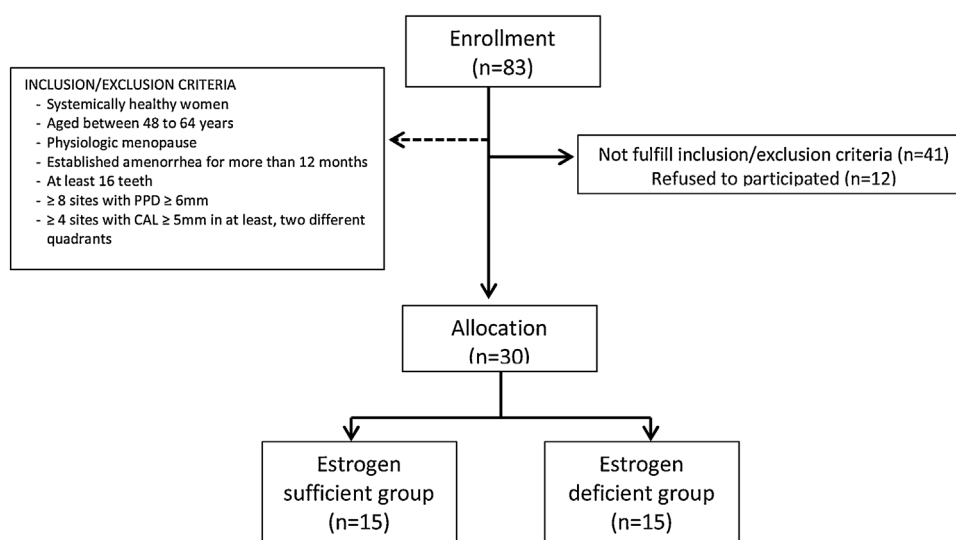 Enrollment
(n=83)
INCLUSION/EXCLUSION CRITERIA
- Systemically healthy women
- Aged between 48 to 64 years
- Physiologic menopause
- Established amenorrhea for more than 12 months
- At least 16 teeth
- ≥ 8 sites with PPD ≥ 6mm
- ≥ 4 sites with CAL ≥ 5mm in at least, two different
quadrants
Not fulfill inclusion/exclusion criteria (n=41)
Refused to participated (n=12)
Allocation
(n=30)
Estrogen
sufficient group
(n=15)
Estrogen
deficient group
(n=15)